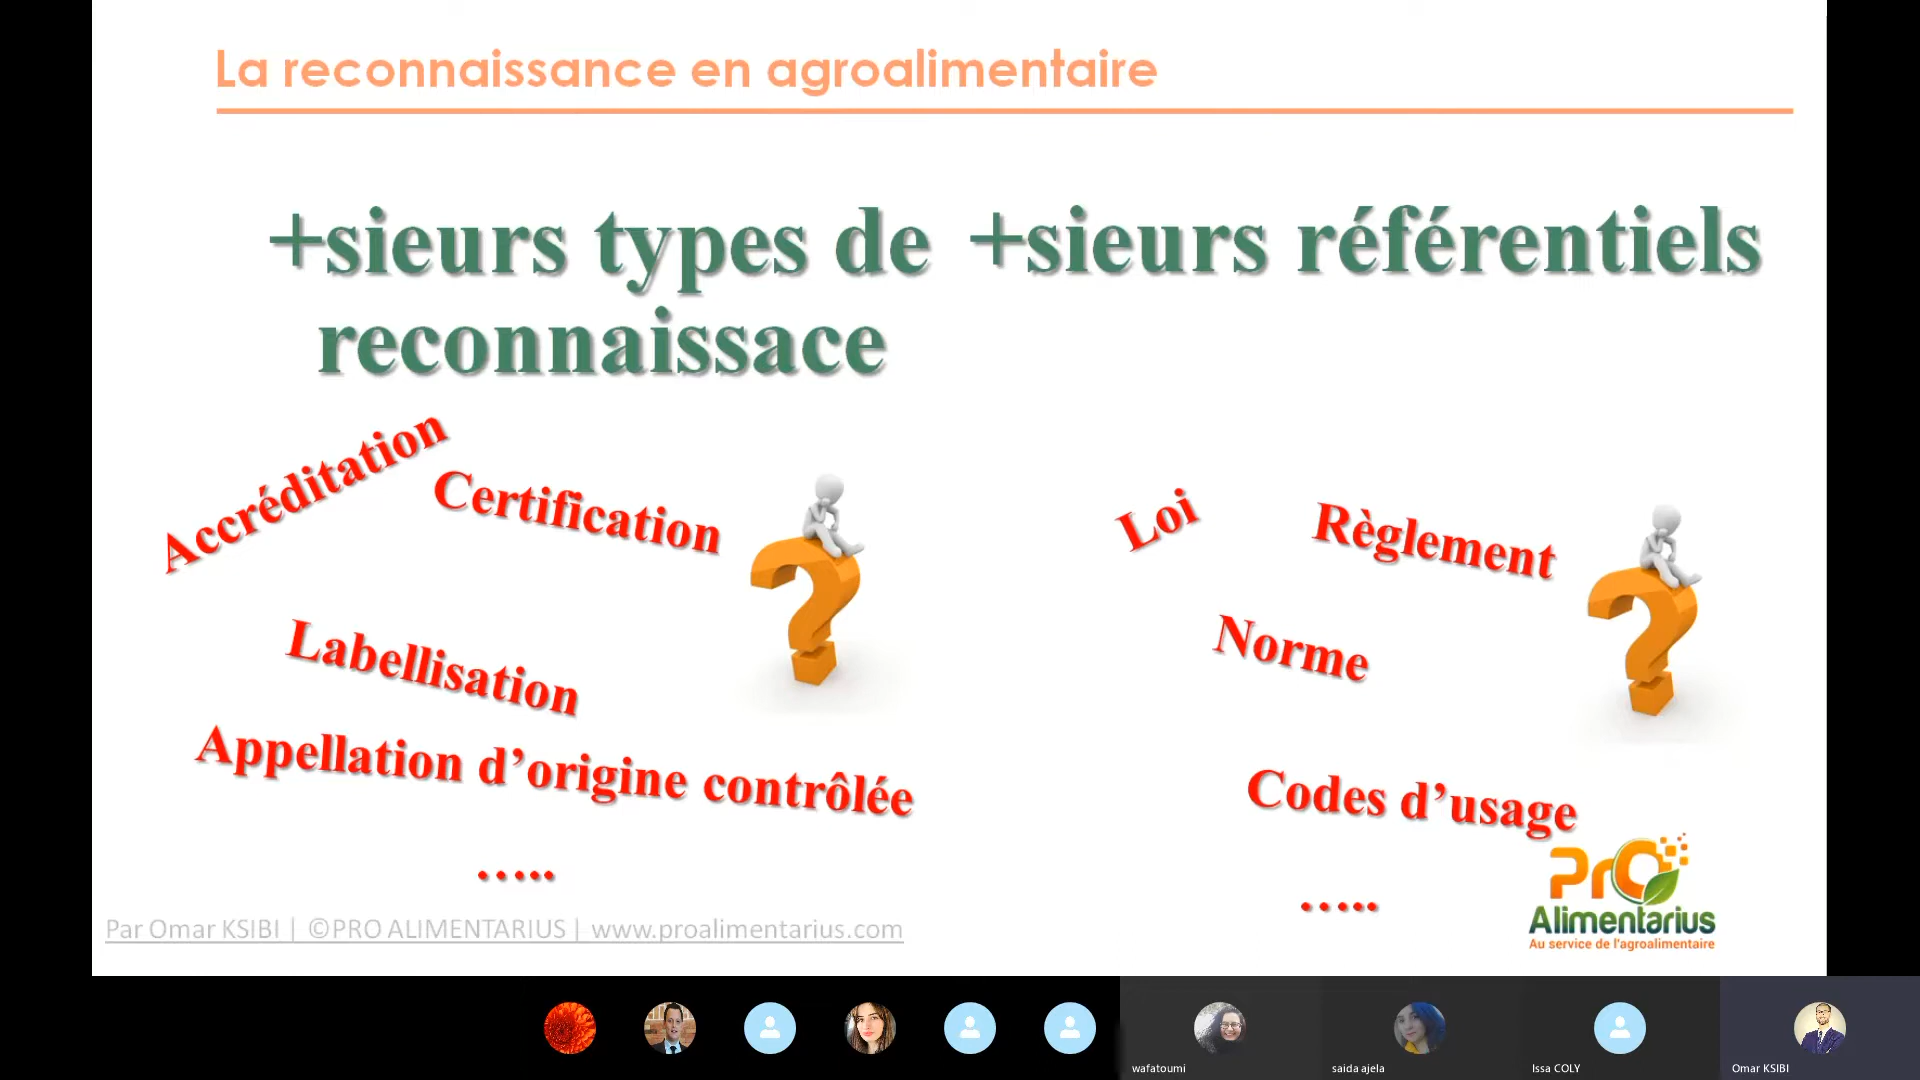 La reconnaissance en agroalimentaire
+sieurs types de
reconnaissace
+sieurs référentiels
Accréditation
Certification
Labellisation
Appellation d’origine contrôlée
.....
Loi
Règlement
Norme
Codes d’usage
.....
Par Omar KSIBI | ©PRO ALIMENTARIUS | www.proalimentarius.com
PrO
Alimentarius
Au service de l'agroalimentaire
wafatoumi
saida ajela
Issa COLY
Omar KSIBI